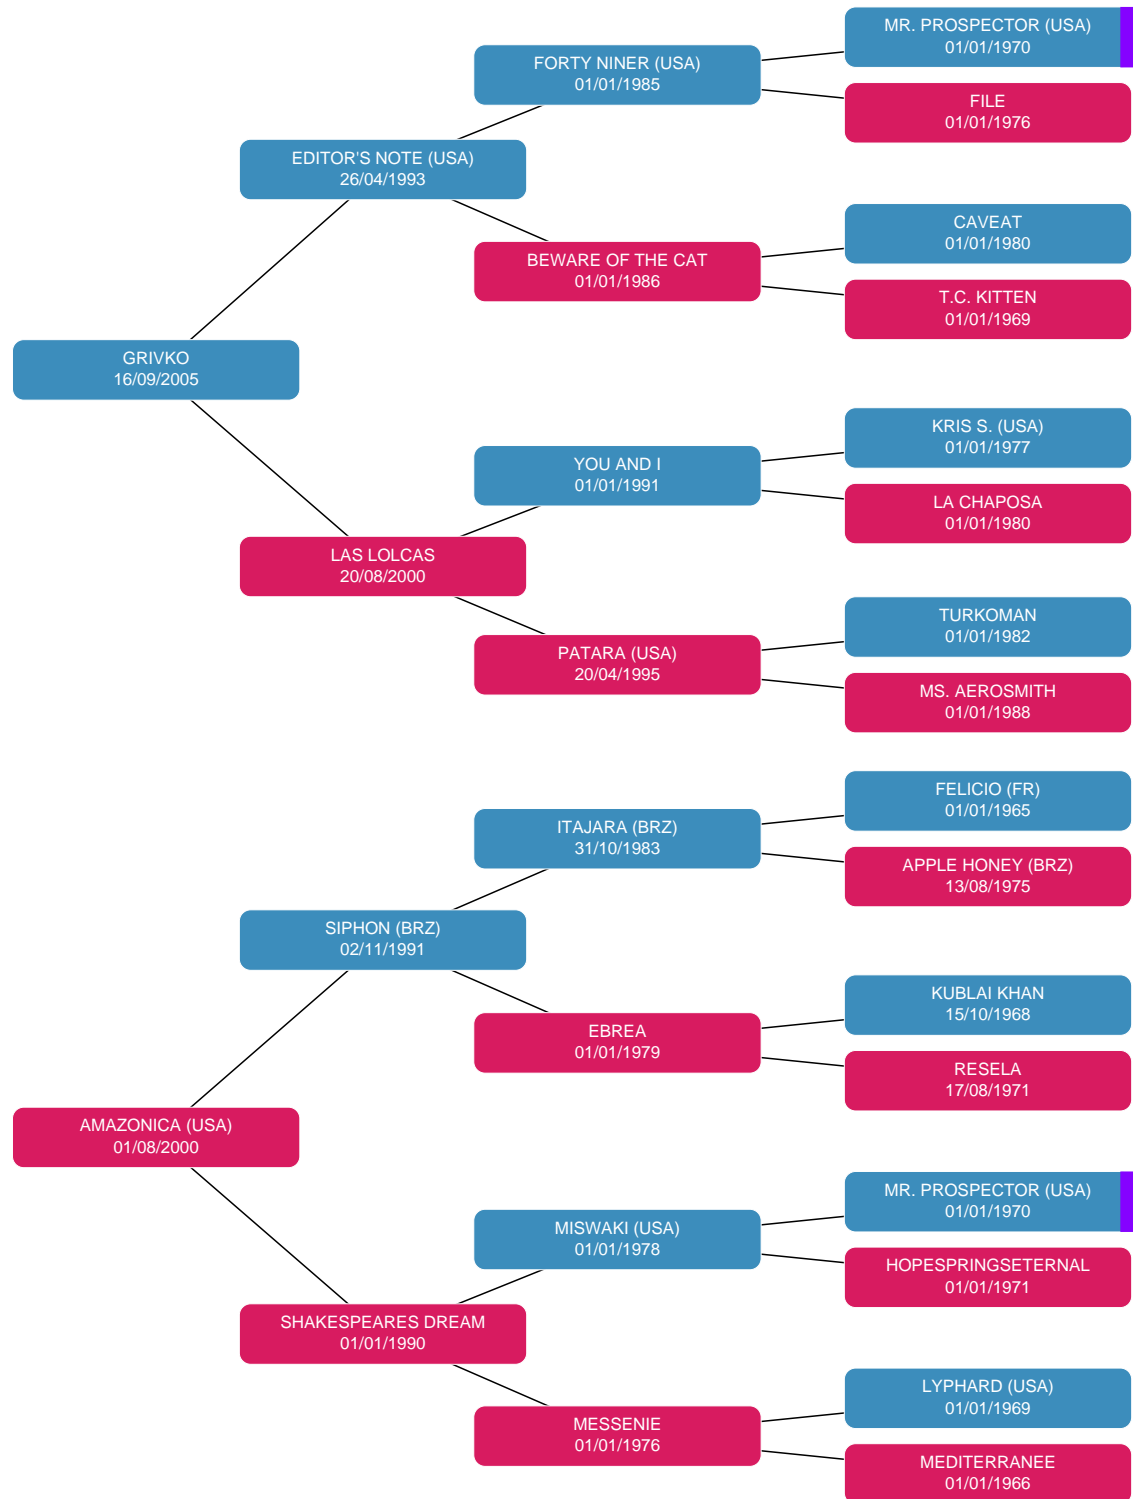 MR. PROSPECTOR (USA)
01/01/1970
FORTY NINER (USA)
01/01/1985
FILE
01/01/1976
EDITOR'S NOTE (USA)
26/04/1993
CAVEAT
01/01/1980
BEWARE OF THE CAT
01/01/1986
T.C. KITTEN
01/01/1969
GRIVKO
16/09/2005
KRIS S. (USA)
01/01/1977
YOU AND I
01/01/1991
LA CHAPOSA
01/01/1980
LAS LOLCAS
20/08/2000
TURKOMAN
01/01/1982
PATARA (USA)
20/04/1995
MS. AEROSMITH
01/01/1988
FELICIO (FR)
01/01/1965
ITAJARA (BRZ)
31/10/1983
APPLE HONEY (BRZ)
13/08/1975
SIPHON (BRZ)
02/11/1991
KUBLAI KHAN
15/10/1968
EBREA
01/01/1979
RESELA
17/08/1971
AMAZONICA (USA)
01/08/2000
MR. PROSPECTOR (USA)
01/01/1970
MISWAKI (USA)
01/01/1978
HOPESPRINGSETERNAL
01/01/1971
SHAKESPEARES DREAM
01/01/1990
LYPHARD (USA)
01/01/1969
MESSENIE
01/01/1976
MEDITERRANEE
01/01/1966